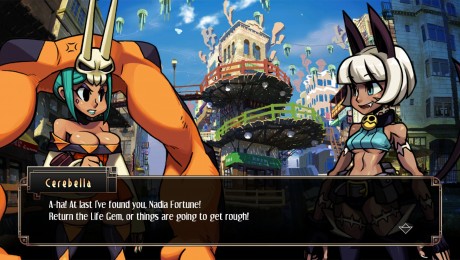 Cerebella
A-ha! At last I've found you, Nadia Fortune!
Return the Life Gem, or things are going to get rough!